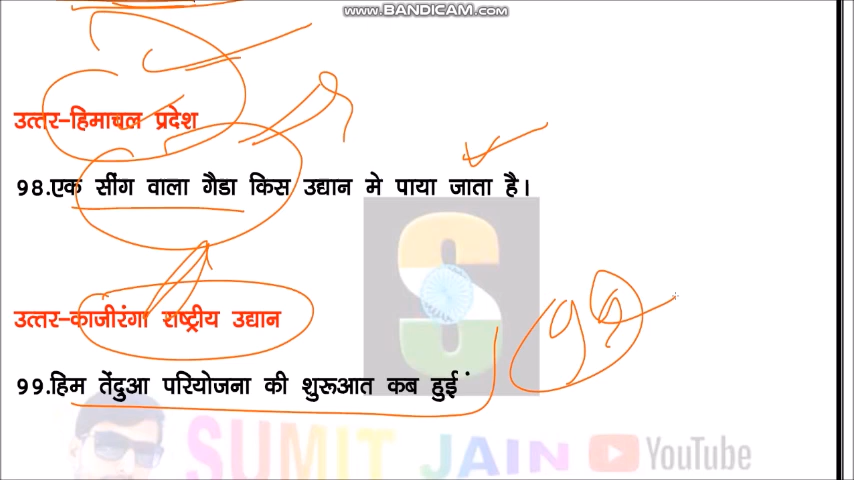 www.BANDICAM.com
उत्तर-हिमाचल प्रदेश
98.एक सींग वाला गैडा किस उद्यान मे पाया जाता है।
उत्तर-काजीरंगा राष्ट्रीय उद्यान
99.हिम तेंदुआ परियोजना की शुरूआत कब हुई
SUMIT JAIN YouTube